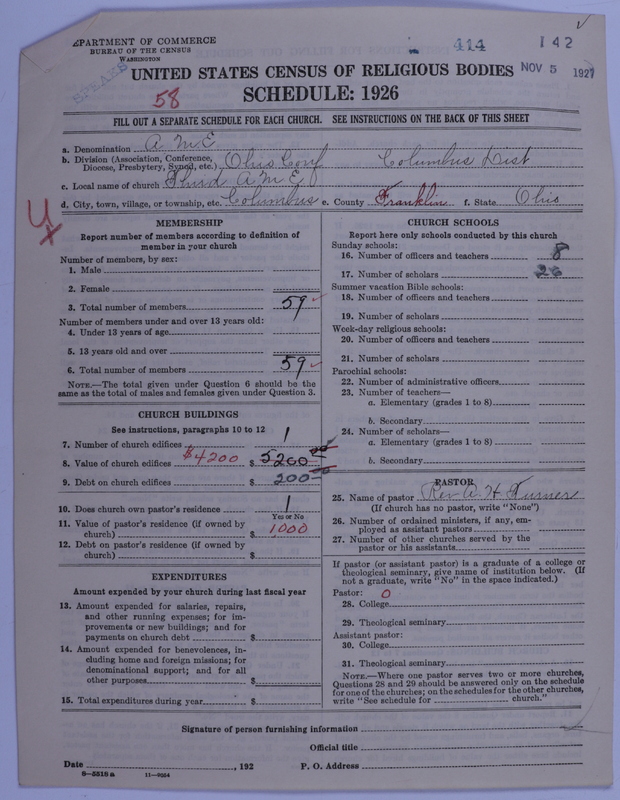 EPARTMENT OF COMMERCE
BUREAU OF THE CENSUS
WASHINGTON
414
142
NOV 5 1927
UNITED STATES CENSUS OF RELIGIOUS BODIES
58
SCHEDULE: 1926
FILL OUT A SEPARATE SCHEDULE FOR EACH CHURCH. SEE INSTRUCTIONS ON THE BACK OF THIS SHEET
a. Denomination A M E
b. Division (Association, Conference, Diocese, Presbytery, Synod, etc.) Ohio Conf Columbus Dist
c. Local name of church Third A M E
d. City, town, village, or township, etc. Columbus e. County Franklin f. State Ohio
MEMBERSHIP
Report number of members according to definition of
member in your church
Number of members, by sex:
1. Male
2. Female
3. Total number of members 59
Number of members under and over 13 years old:
4. Under 13 years of age
5. 13 years old and over
6. Total number of members 59
NOTE.—The total given under Question 6 should be
same as the total of males and females given under Question 3.
CHURCH BUILDINGS
See instructions, paragraphs 10 to 12
7. Number of church edifices 1
8. Value of church edifices $4200 $ 5200
9. Debt on church edifices $ 200
10. Does church own pastor's residence 1
Yes or No
11. Value of pastor's residence (if owned by
church) $ 1000
12. Debt on pastor's residence (if owned by
church) $
EXPENDITURES
Amount expended by your church during last fiscal year
13. Amount expended for salaries, repairs,
and other running expenses; for im-
provements or new buildings; and for
payments on church debt $
14. Amount expended for benevolences, in-
cluding home and foreign missions; for
denominational support; and for all
other purposes $
15. Total expenditures during year $
CHURCH SCHOOLS
Report here only schools conducted by this church
Sunday schools:
16. Number of officers and teachers 8
17. Number of scholars 26
Summer vacation Bible schools:
18. Number of officers and teachers
19. Number of scholars
Week-day religious schools:
20. Number of officers and teachers
21. Number of scholars
Parochial schools:
22. Number of administrative officers
23. Number of teachers—
a. Elementary (grades 1 to 8)
b. Secondary
24. Number of scholars—
a. Elementary (grades 1 to 8)
b. Secondary
PASTOR
25. Name of pastor Rev A. H. Turner
(If church has no pastor, write "None")
26. Number of ordained ministers, if any, em-
ployed as assistant pastors
27. Number of other churches served by the
pastor or his assistants
If pastor (or assistant pastor) is a graduate of a college or
theological seminary, give name of institution below. (If
not a graduate, write "No" in the space indicated.)
Pastor: 0
28. College
29. Theological seminary
Assistant pastor:
30. College
31. Theological seminary
NOTE.—Where one pastor serves two or more churches,
Questions 28 and 29 should be answered only on the schedule
for one of the churches; on the schedules for the other churches,
write "See schedule for church."
Signature of person furnishing information
Official title
Date , 192 P. O. Address
8—5518 a 11—8054